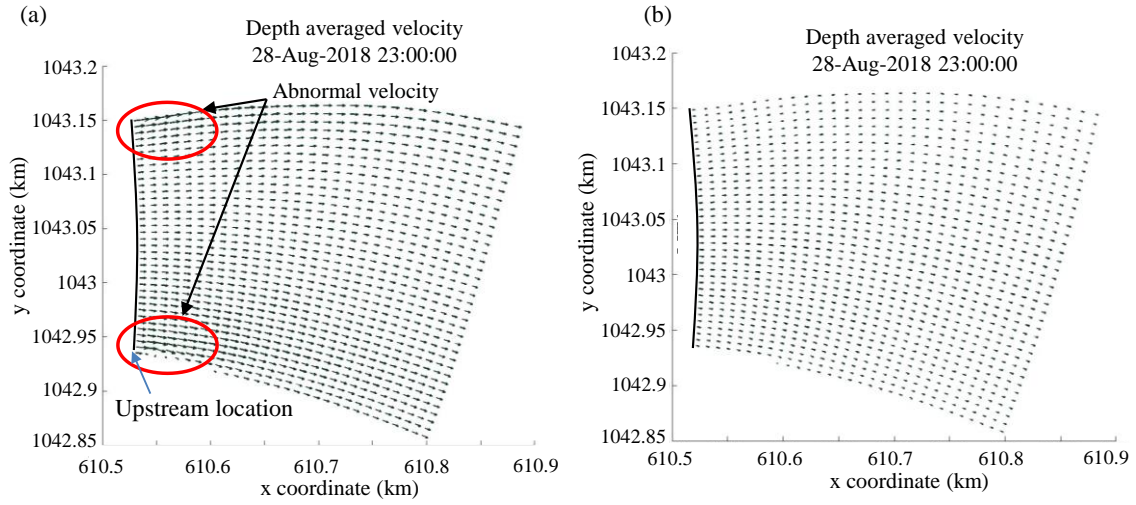 (a)
Depth averaged velocity
28-Aug-2018 23:00:00
Abnormal velocity
1043.2
1043.15
1043.1
1043.05
1043
1042.95
1042.9
1042.85
y coordinate (km)
Upstream location
610.5
610.6
610.7
610.8
610.9
x coordinate (km)
(b)
Depth averaged velocity
28-Aug-2018 23:00:00
1043.2
1043.15
1043.1
1043.05
1043
1042.95
1042.9
1042.85
y coordinate (km)
610.5
610.6
610.7
610.8
610.9
x coordinate (km)